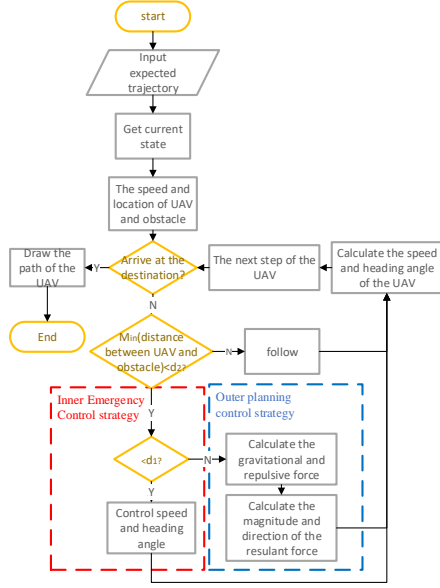 start
Input
expected
trajectory
Get current
state
The speed and
location of UAV
and obstacle
Arrive at the
destination?
Y
Draw the
path of the
UAV
End
The next step of the
UAV
Calculate the speed
and heading angle
of the UAV
N
Min(distance
between UAV and
obstacle)<d2?
N
follow
Y
Inner Emergency
Control strategy
Outer planning
control strategy
<d1?
N
Calculate the
gravitational and
repulsive force
Y
Control speed
and heading
angle
Calculate the
magnitude and
direction of the
resulant force